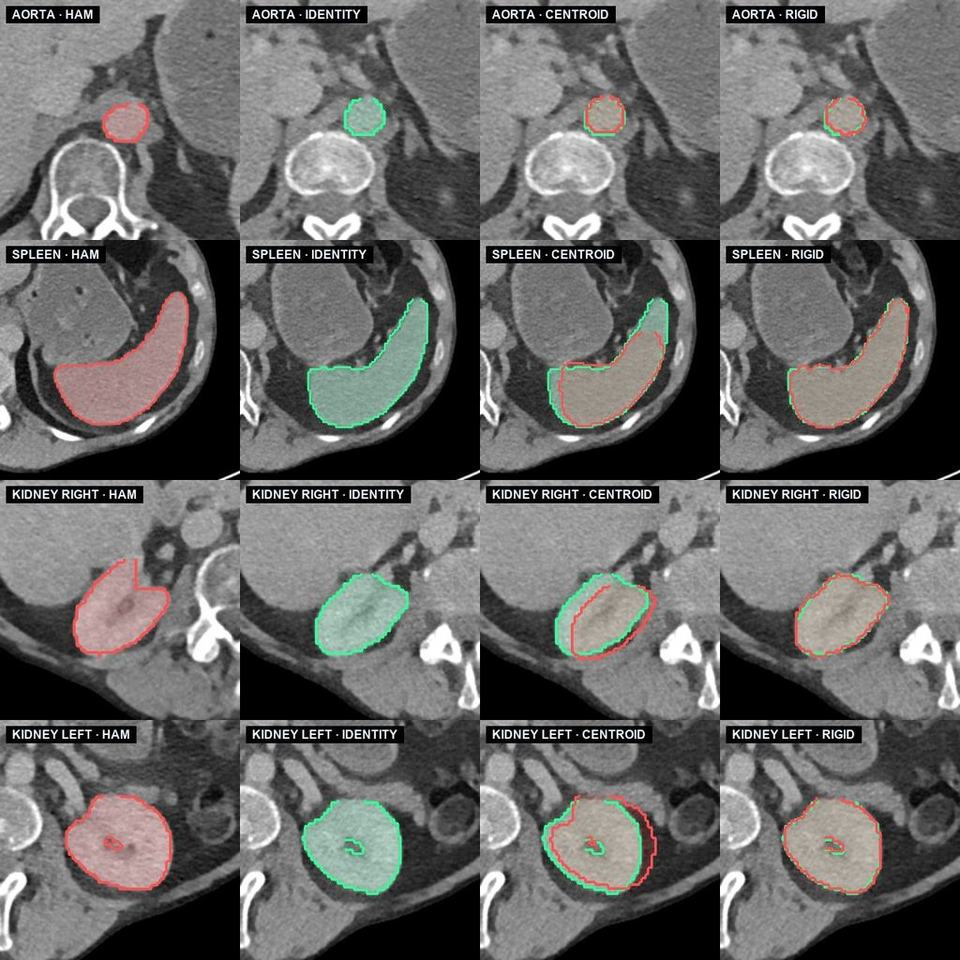 AORTA · HAM
AORTA · IDENTITY
AORTA · CENTROID
AORTA · RIGID
SPLEEN · HAM
SPLEEN · IDENTITY
SPLEEN · CENTROID
SPLEEN · RIGID
KIDNEY RIGHT · HAM
KIDNEY RIGHT · IDENTITY
KIDNEY RIGHT · CENTROID
KIDNEY RIGHT · RIGID
KIDNEY LEFT · HAM
KIDNEY LEFT · IDENTITY
KIDNEY LEFT · CENTROID
KIDNEY LEFT · RIGID